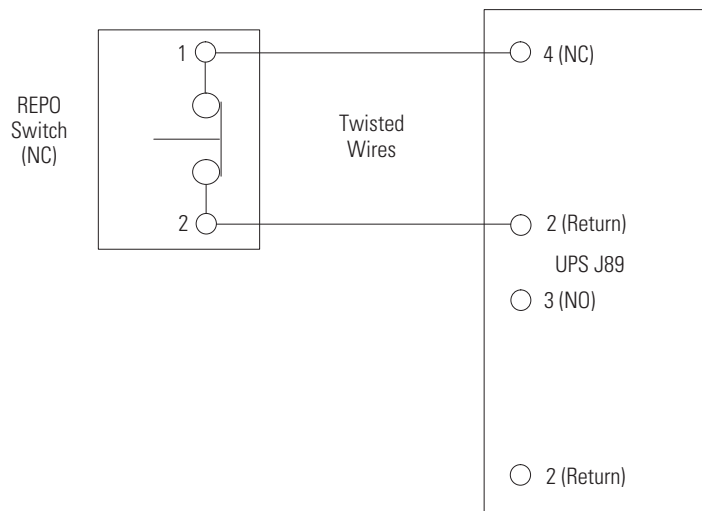 1
4 (NC)
REPO
Switch
(NC)
Twisted
Wires
2
2 (Return)
UPS J89
3 (NO)
2 (Return)